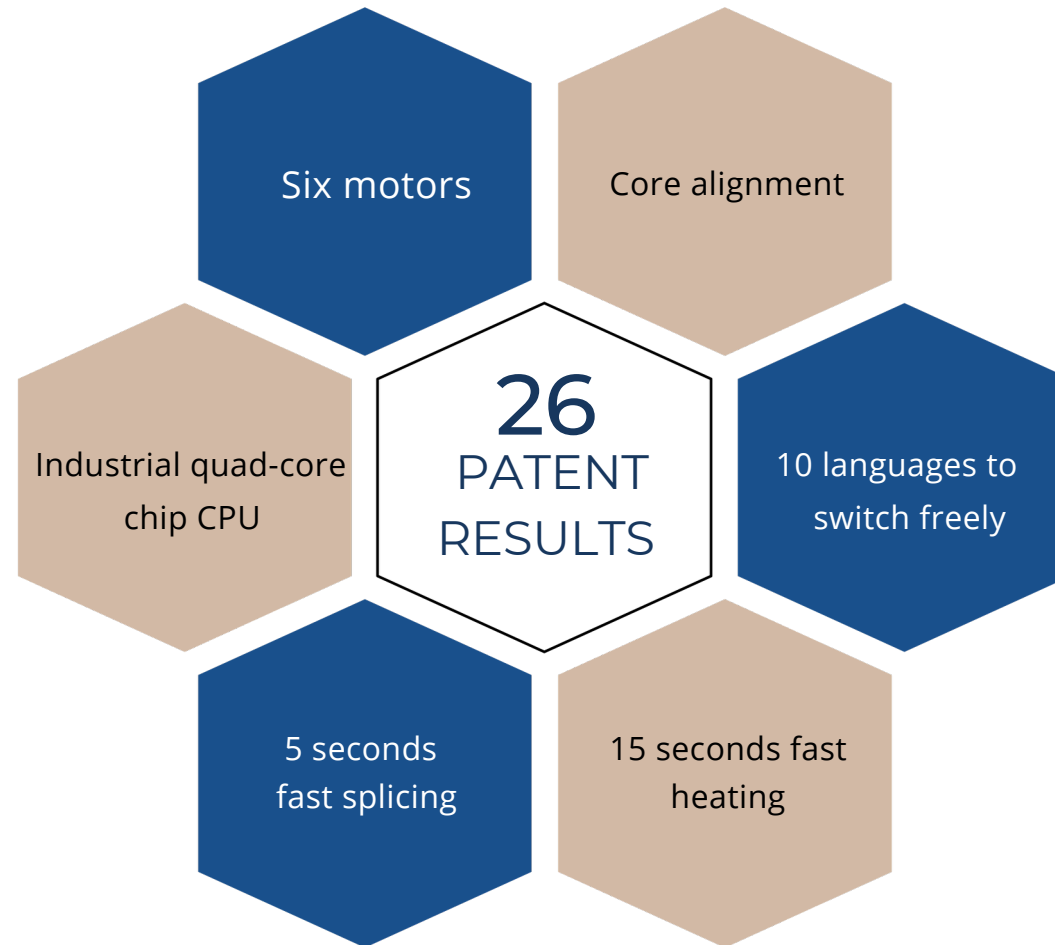 Six motors
Core alignment
Industrial quad-core
chip CPU
26
PATENT
RESULTS
10 languages to
switch freely
5 seconds
fast splicing
15 seconds fast
heating